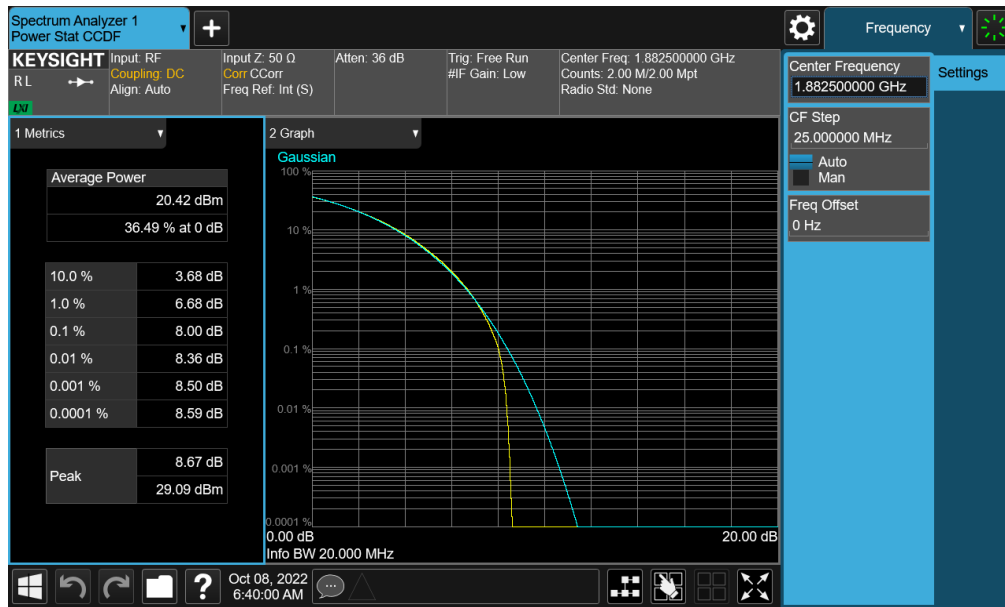 Spectrum Analyzer 1
Power Stat CCDF
Frequency
KEYSIGHT
RL
LXI
Input: RF
Coupling: DC
Align: Auto
Input Z: 50 Ω
Corr CCorr
Freq Ref: Int (S)
Atten: 36 dB
Trig: Free Run
#IF Gain: Low
Center Freq: 1.882500000 GHz
Counts: 2.00 M/2.00 Mpt
Radio Std: None
Center Frequency
1.882500000 GHz
Settings
CF Step
25.000000 MHz
Auto
Man
Freq Offset
0 Hz
1 Metrics
Average Power
20.42 dBm
36.49 % at 0 dB
10.0 % 3.68 dB
1.0 % 6.68 dB
0.1 % 8.00 dB
0.01 % 8.36 dB
0.001 % 8.50 dB
0.0001 % 8.59 dB
Peak
8.67 dB
29.09 dBm
2 Graph
Gaussian
100 %
10 %
1 %
0.1 %
0.01 %
0.001 %
0.0001 %
0.00 dB 20.00 dB
Info BW 20.000 MHz
?
Oct 08, 2022
6:40:00 AM